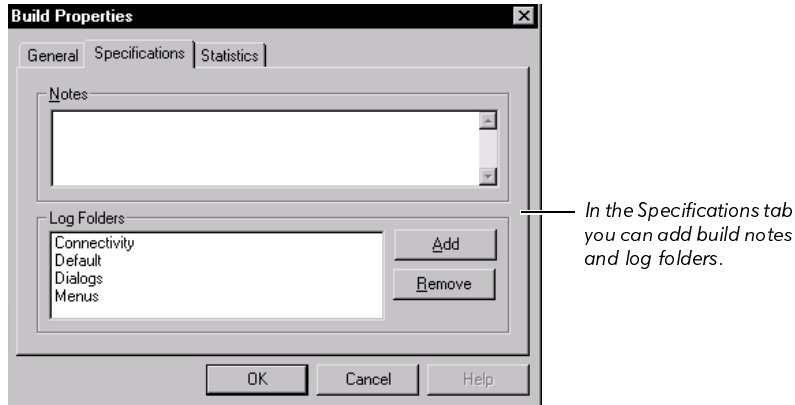 Build Properties
General Specifications Statistics
Notes
Log Folders
Connectivity
Default
Dialogs
Menus
Add
Remove
In the Specifications tab
you can add build notes
and log folders.
OK Cancel Help